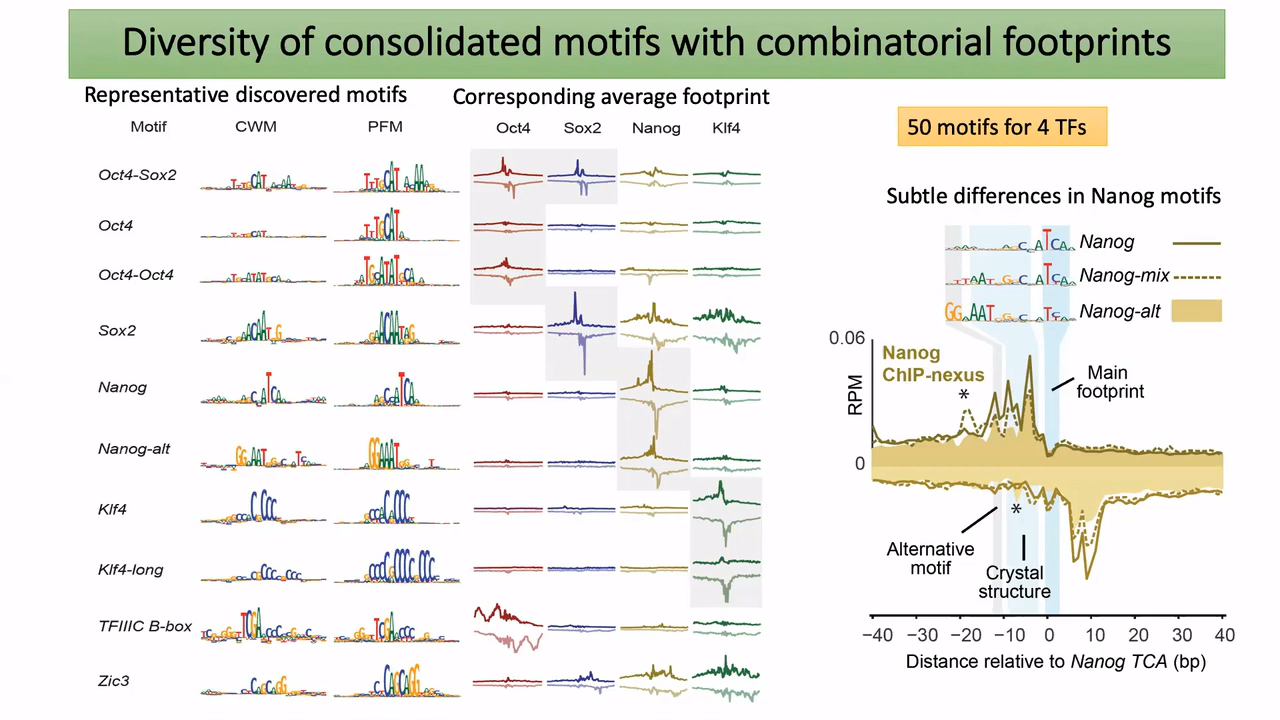 Diversity of consolidated motifs with combinatorial footprints
Representative discovered motifs
Corresponding average footprint
Motif CWM PFM Oct4 Sox2 Nanog Klf4
Oct4-Sox2
Oct4
Oct4-Oct4
Sox2
Nanog
Nanog-alt
Klf4
Klf4-long
TFIIIC B-box
Zic3
50 motifs for 4 TFs
Subtle differences in Nanog motifs
Nanog
Nanog-mix
Nanog-alt
0.06
RPM
0
Nanog
ChIP-nexus
*
Main
footprint
*
Alternative
motif
Crystal
structure
−40 −30 −20 −10 0 10 20 30 40
Distance relative to Nanog TCA (bp)